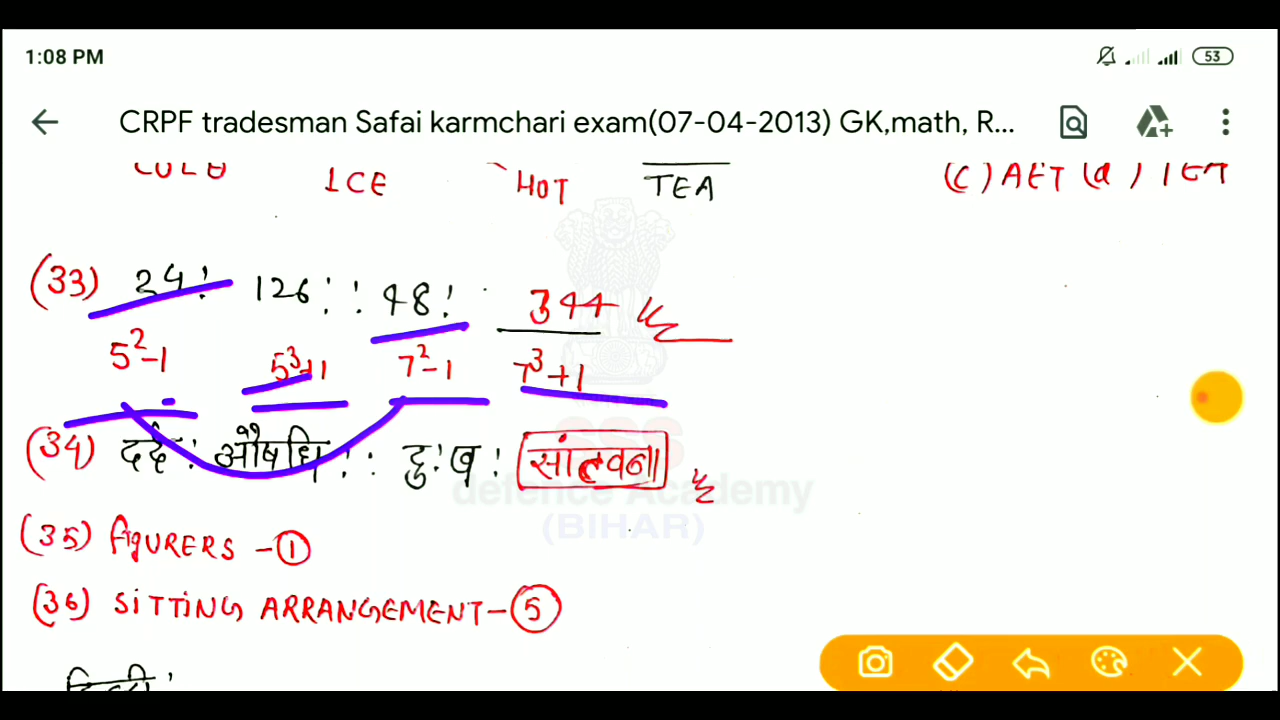 1:08 PM 53
CRPF tradesman Safai karmchari exam(07-04-2013) GK,math, R...
ICE HOT TEA (C) AET (d)
(33) 24: 126:: 48: 344
5²-1 5³+1 7²-1 7³+1
(34) दर्द: औषधि:: दुःख: सांत्वना
SSS
defence Academy
(BIHAR)
(35) figurers - 1
(36) SITTING ARRANGEMENT - 5